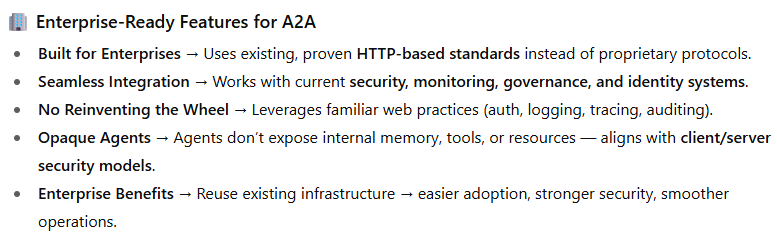 🏢 Enterprise-Ready Features for A2A
• Built for Enterprises → Uses existing, proven HTTP-based standards instead of proprietary protocols.
• Seamless Integration → Works with current security, monitoring, governance, and identity systems.
• No Reinventing the Wheel → Leverages familiar web practices (auth, logging, tracing, auditing).
• Opaque Agents → Agents don't expose internal memory, tools, or resources — aligns with client/server
security models.
• Enterprise Benefits → Reuse existing infrastructure → easier adoption, stronger security, smoother
operations.